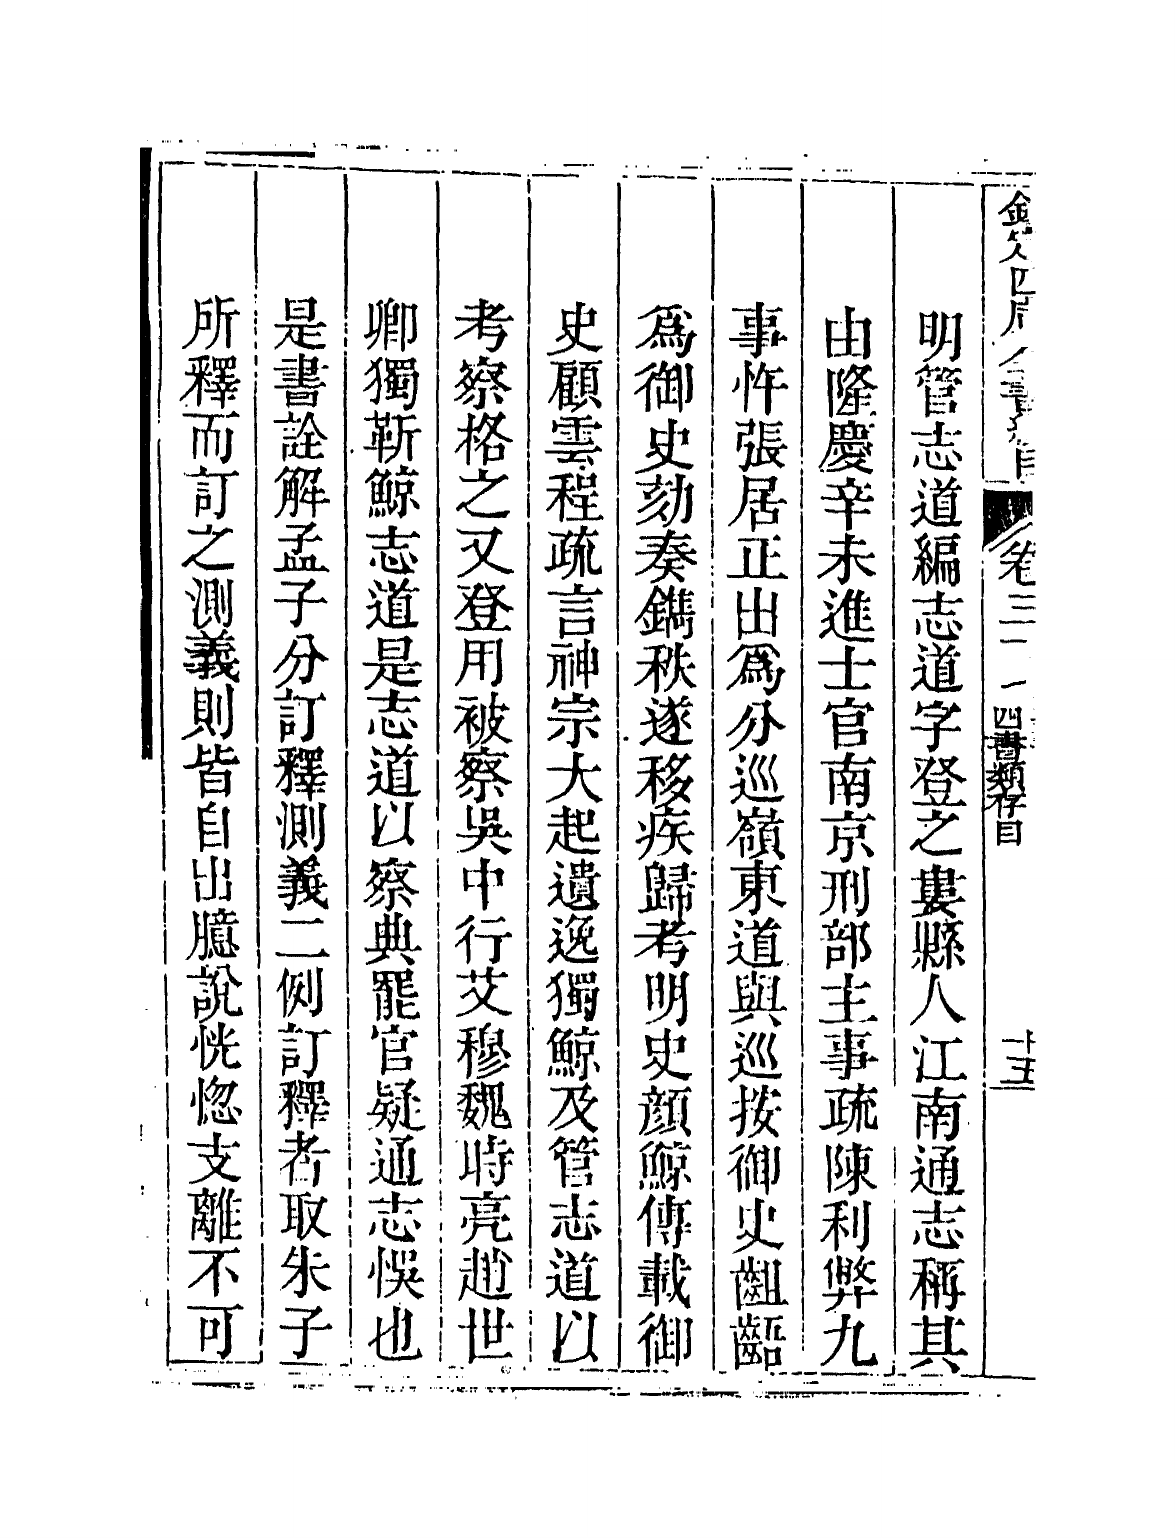 欽定四庫全書總目 卷三十七 四書類存目 十五
明管志道編志道字登之婁縣人江南通志稱其
由隆慶辛未進士官南京刑部主事疏陳利弊九
事忤張居正出爲分巡嶺東道與巡按御史齟齬
爲御史劾奏鐫秩遂移疾歸考明史顔鯨傳載御
史顧雲程疏言神宗大起遺逸獨鯨及管志道以
考察格之又登用被察吳中行艾穆魏時亮趙世
卿獨靳鯨志道是志道以察典罷官疑通志悞也
是書詮解孟子分訂釋測義二例訂釋者取朱子
所釋而訂之測義則皆自出臆說恍惚支離不可